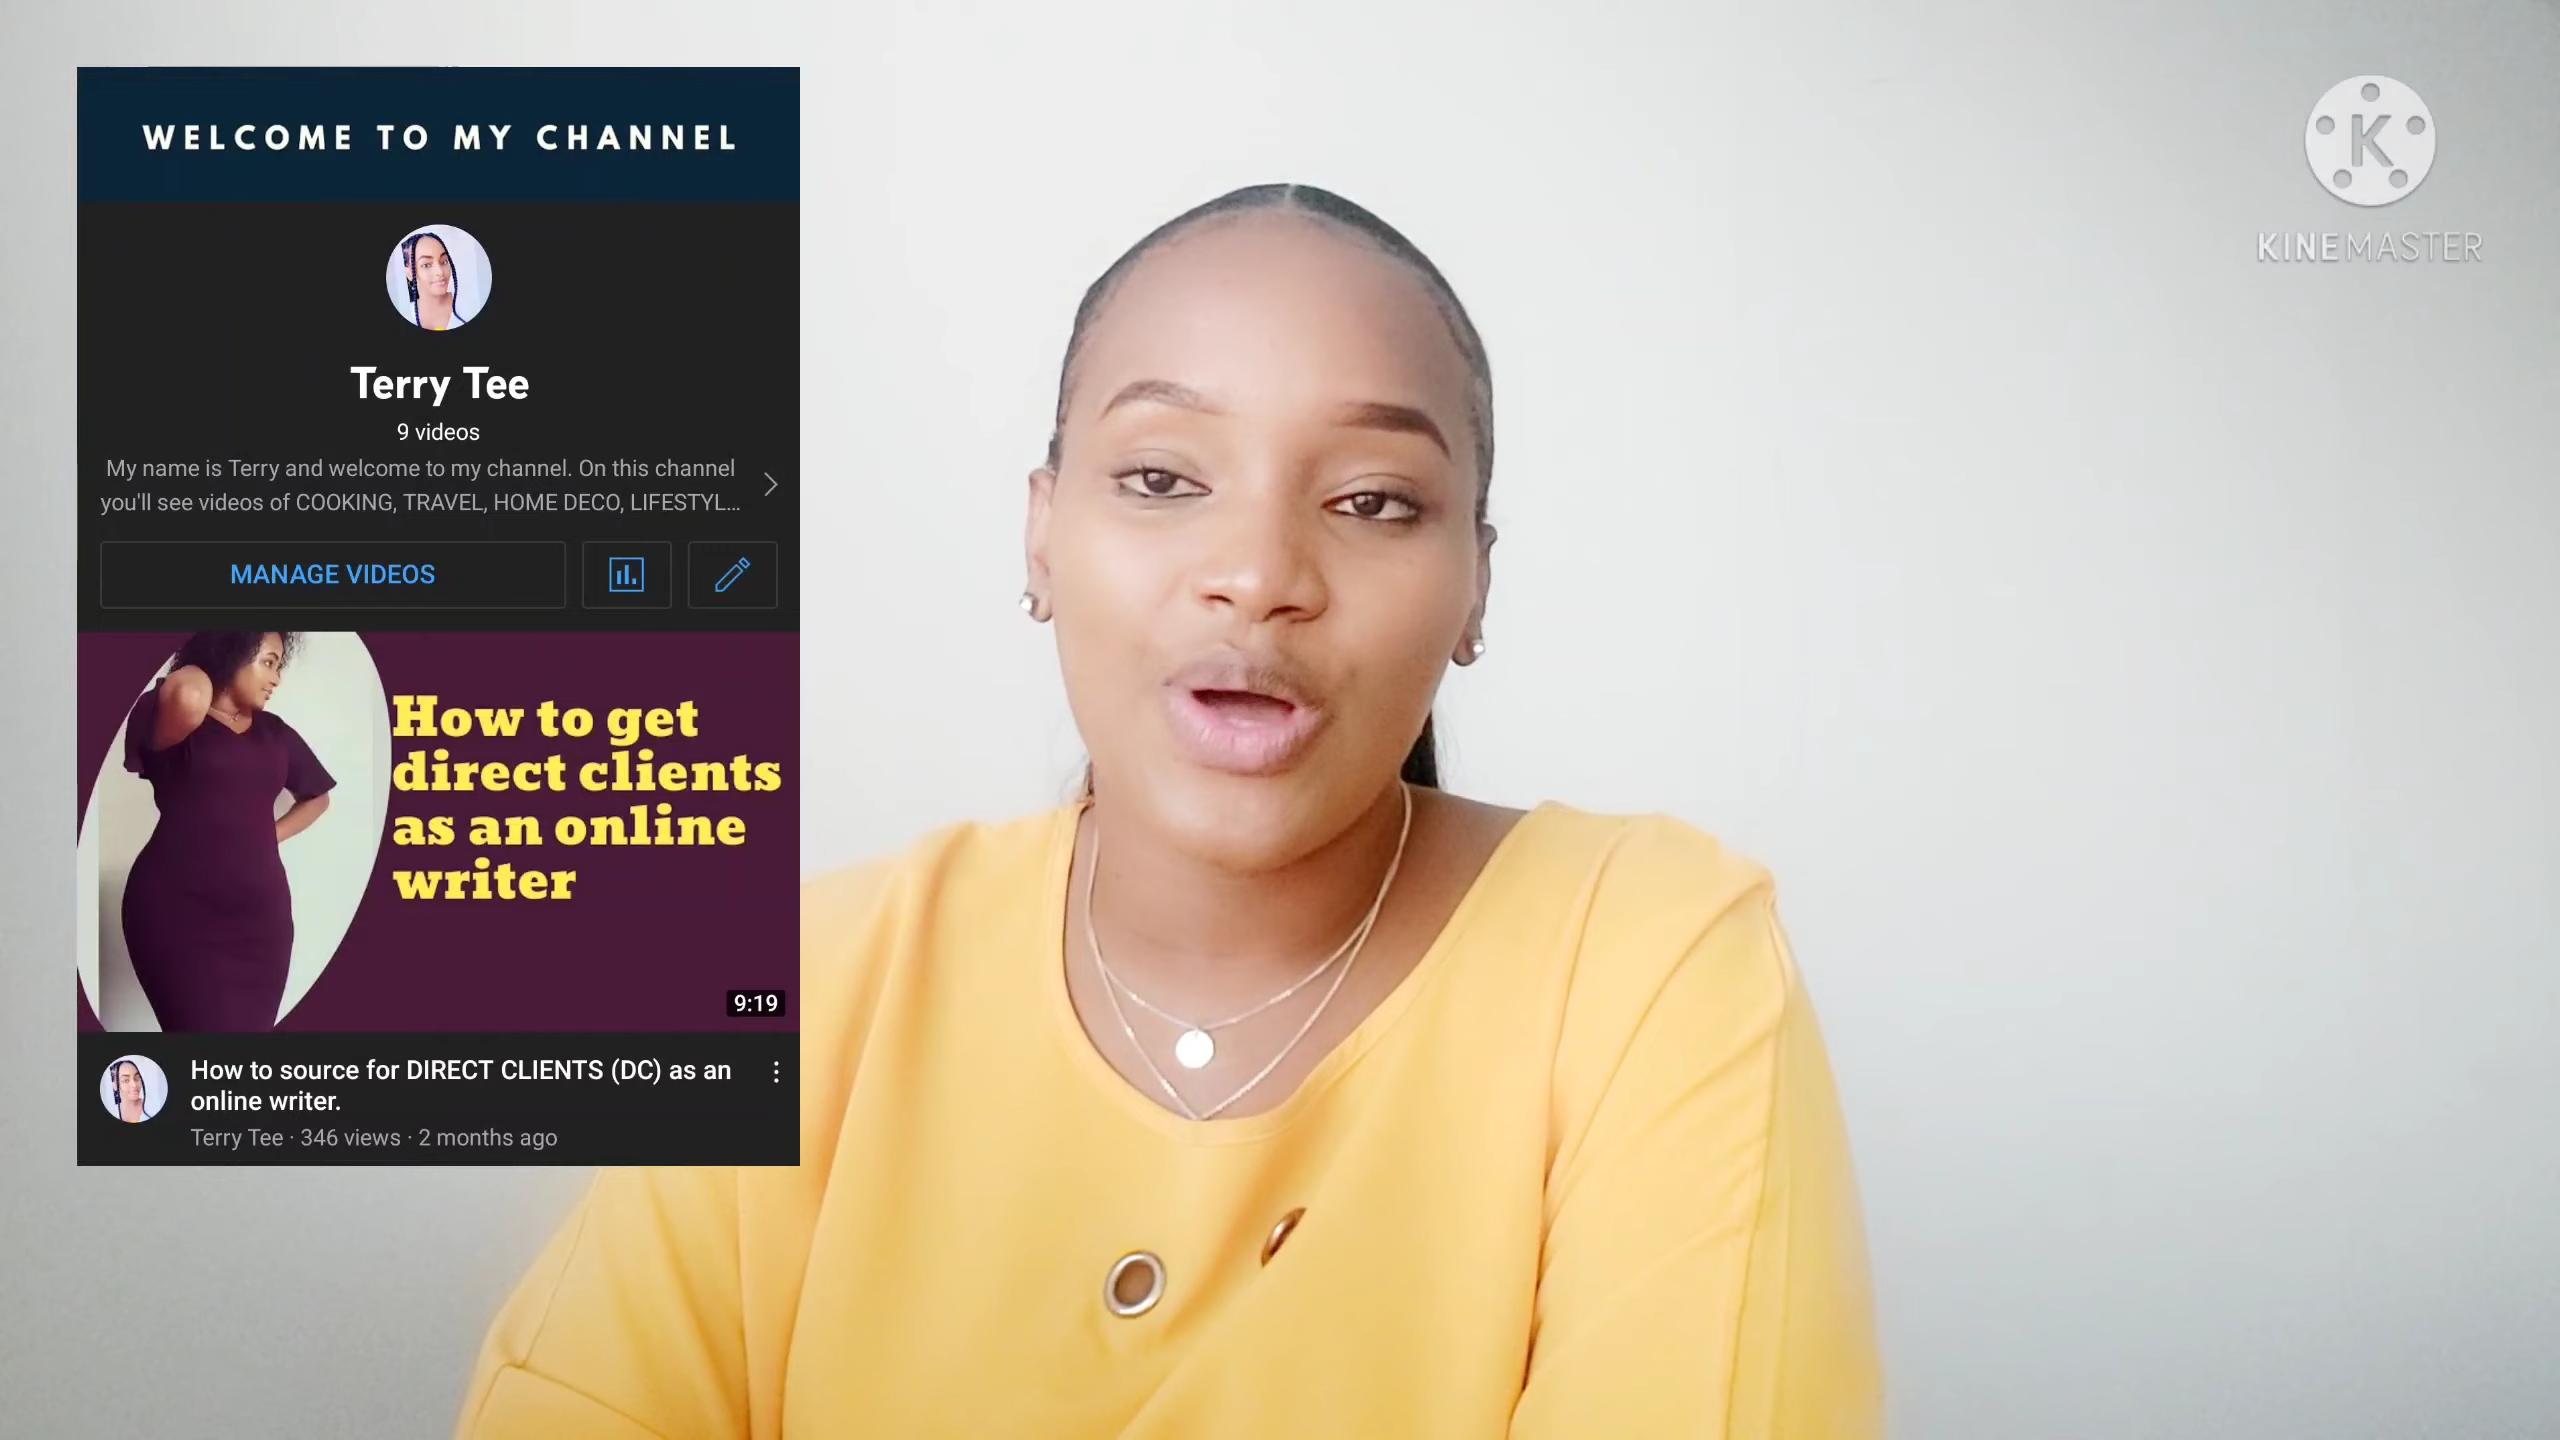 WELCOME TO MY CHANNEL
Terry Tee
9 videos
My name is Terry and welcome to my channel. On this channel
you'll see videos of COOKING, TRAVEL, HOME DECO, LIFESTYL...
MANAGE VIDEOS
How to get
direct clients
as an online
writer
9:19
How to source for DIRECT CLIENTS (DC) as an
online writer.
Terry Tee · 346 views · 2 months ago
K
KINEMASTER